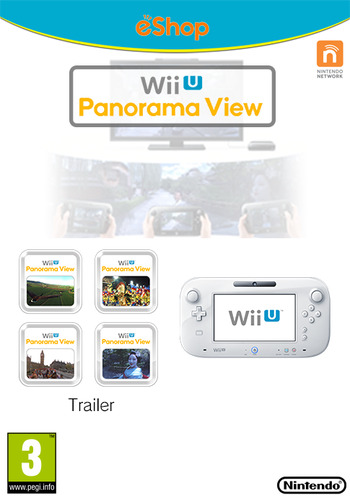 eShop
NINTENDO
NETWORK
Wii U
Panorama View
Wii U
Panorama View
Wii U
Panorama View
Wii U
Panorama View
Wii U
Panorama View
Wii U
Trailer
3
™
www.pegi.info
Nintendo®